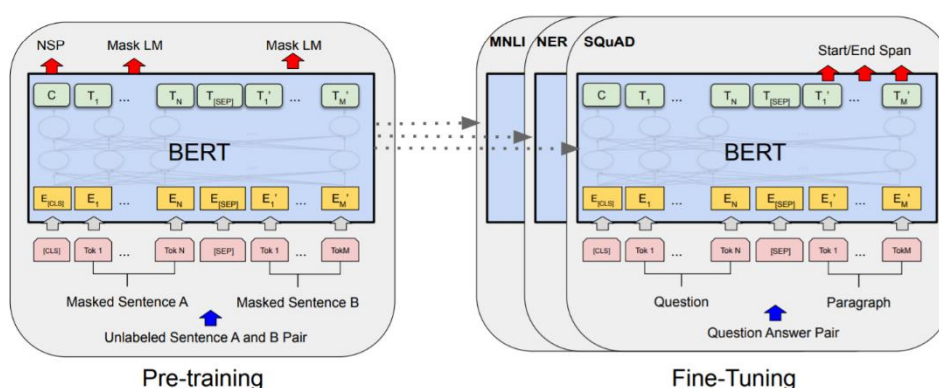 NSP Mask LM Mask LM
C T1 ... TN T[SEP] T1' ... TM'
BERT
E[CLS] E1 ... EN E[SEP] E1' ... EM'
[CLS] Tok 1 ... Tok N [SEP] Tok 1 ... TokM
Masked Sentence A Masked Sentence B
Unlabeled Sentence A and B Pair
Pre-training
MNLI NER SQuAD
Start/End Span
C T1 ... TN T[SEP] T1' ... TM'
BERT
E[CLS] E1 ... EN E[SEP] E1' ... EM'
[CLS] Tok 1 ... Tok N [SEP] Tok 1 ... TokM
Question Paragraph
Question Answer Pair
Fine-Tuning